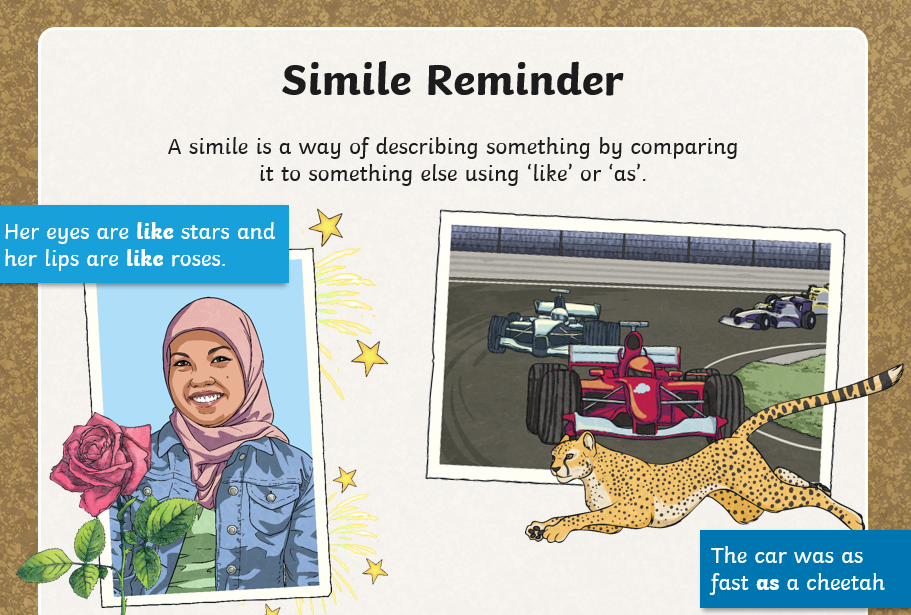 Simile Reminder
A simile is a way of describing something by comparing
it to something else using ‘like’ or ‘as’.
Her eyes are like stars and
her lips are like roses.
The car was as
fast as a cheetah